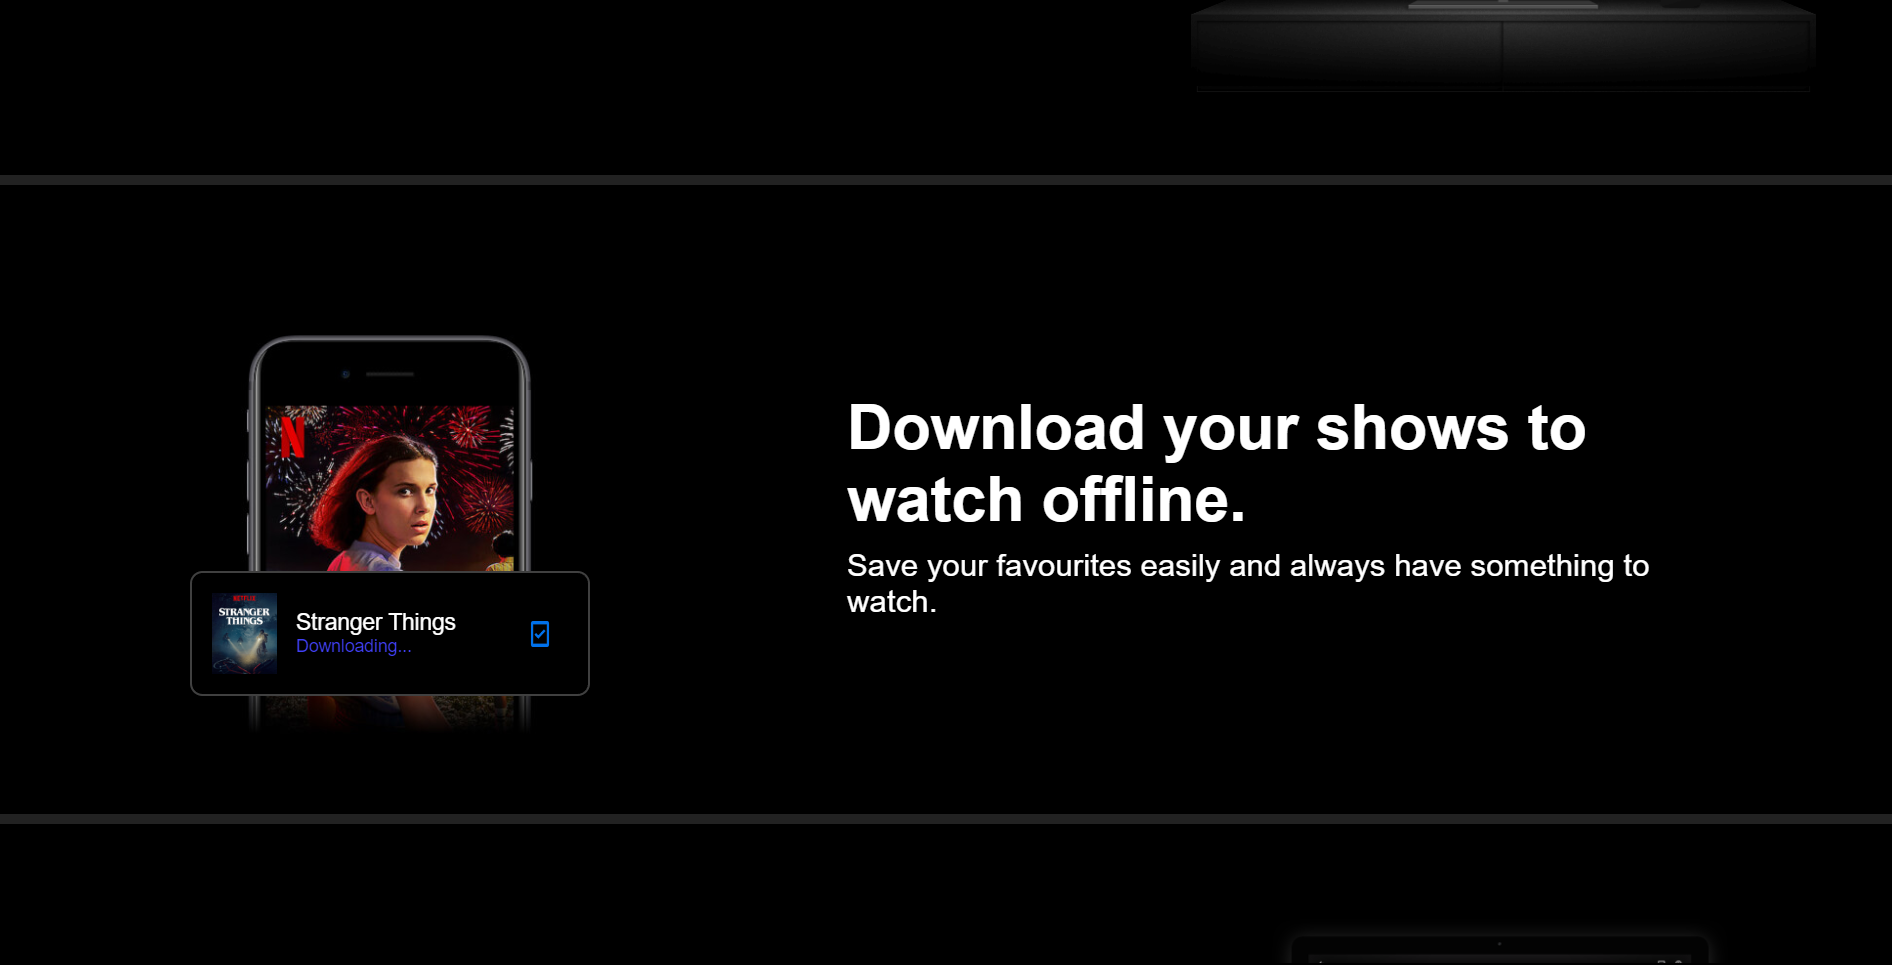 Download your shows to
watch offline.
Save your favourites easily and always have something to
watch.
N
NETFLIX
STRANGER
THINGS
Stranger Things
Downloading...